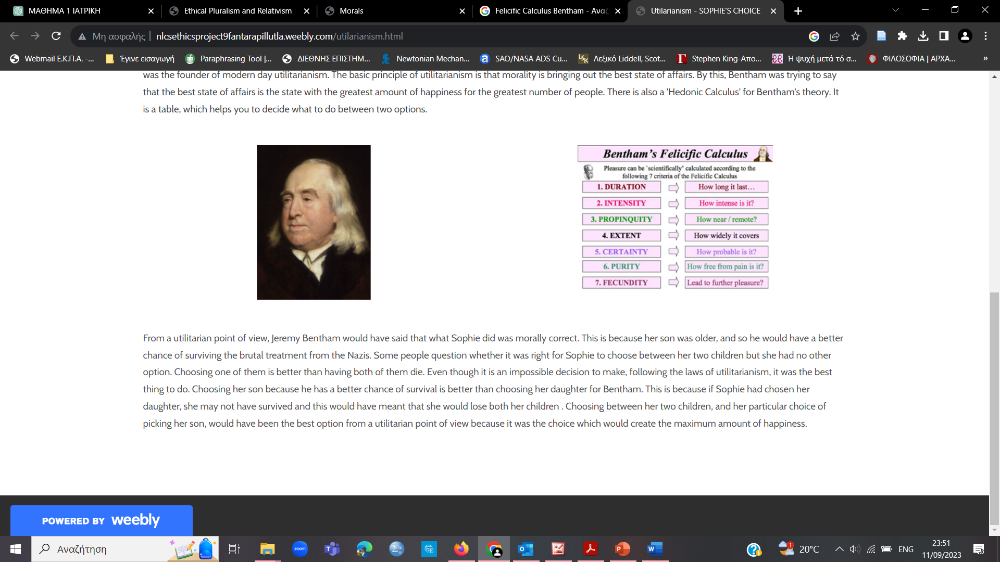 ΜΑΘΗΜΑ 1 ΙΑΤΡΙΚΗ
Ethical Pluralism and Relativism
Morals
Felicific Calculus Bentham - Ανα
Utilarianism - SOPHIE'S CHOICE
Μη ασφαλής
nlcsethicsproject9fantarapillutla.weebly.com/utilarianism.html
Webmail Ε.Κ.Π.Α. -...
Έγινε εισαγωγή
Paraphrasing Tool |...
ΔΙΕΘΝΗΣ ΕΠΙΣΤΗΜ...
Newtonian Mechan...
SAO/NASA ADS Cu...
Λεξικό Liddell, Scot...
Stephen King-Απο...
Ἡ ψυχή μετά τό σ...
ΦΙΛΟΣΟΦΙΑ | ΑΡΧΑ...
»
was the founder of modern day utilitarianism. The basic principle of utilitarianism is that morality is bringing out the best state of affairs. By this, Bentham was trying to say
that the best state of affairs is the state with the greatest amount of happiness for the greatest number of people. There is also a 'Hedonic Calculus' for Bentham's theory. It
is a table, which helps you to decide what to do between two options.
Bentham's Felicific Calculus
Pleasure can be `scientifically' calculated according to the
following 7 criteria of the Felicific Calculus
1. DURATION How long it last...
2. INTENSITY How intense is it?
3. PROPINQUITY How near / remote?
4. EXTENT How widely it covers
5. CERTAINTY How probable is it?
6. PURITY How free from pain is it?
7. FECUNDITY Lead to further pleasure?
From a utilitarian point of view, Jeremy Bentham would have said that what Sophie did was morally correct. This is because her son was older, and so he would have a better
chance of surviving the brutal treatment from the Nazis. Some people question whether it was right for Sophie to choose between her two children but she had no other
option. Choosing one of them is better than having both of them die. Even though it is an impossible decision to make, following the laws of utilitarianism, it was the best
thing to do. Choosing her son because he has a better chance of survival is better than choosing her daughter for Bentham. This is because if Sophie had chosen her
daughter, she may not have survived and this would have meant that she would lose both her children . Choosing between her two children, and her particular choice of
picking her son, would have been the best option from a utilitarian point of view because it was the choice which would create the maximum amount of happiness.
POWERED BY weebly
Αναζήτηση
zoom
1
20°C
ENG
23:51
11/09/2023